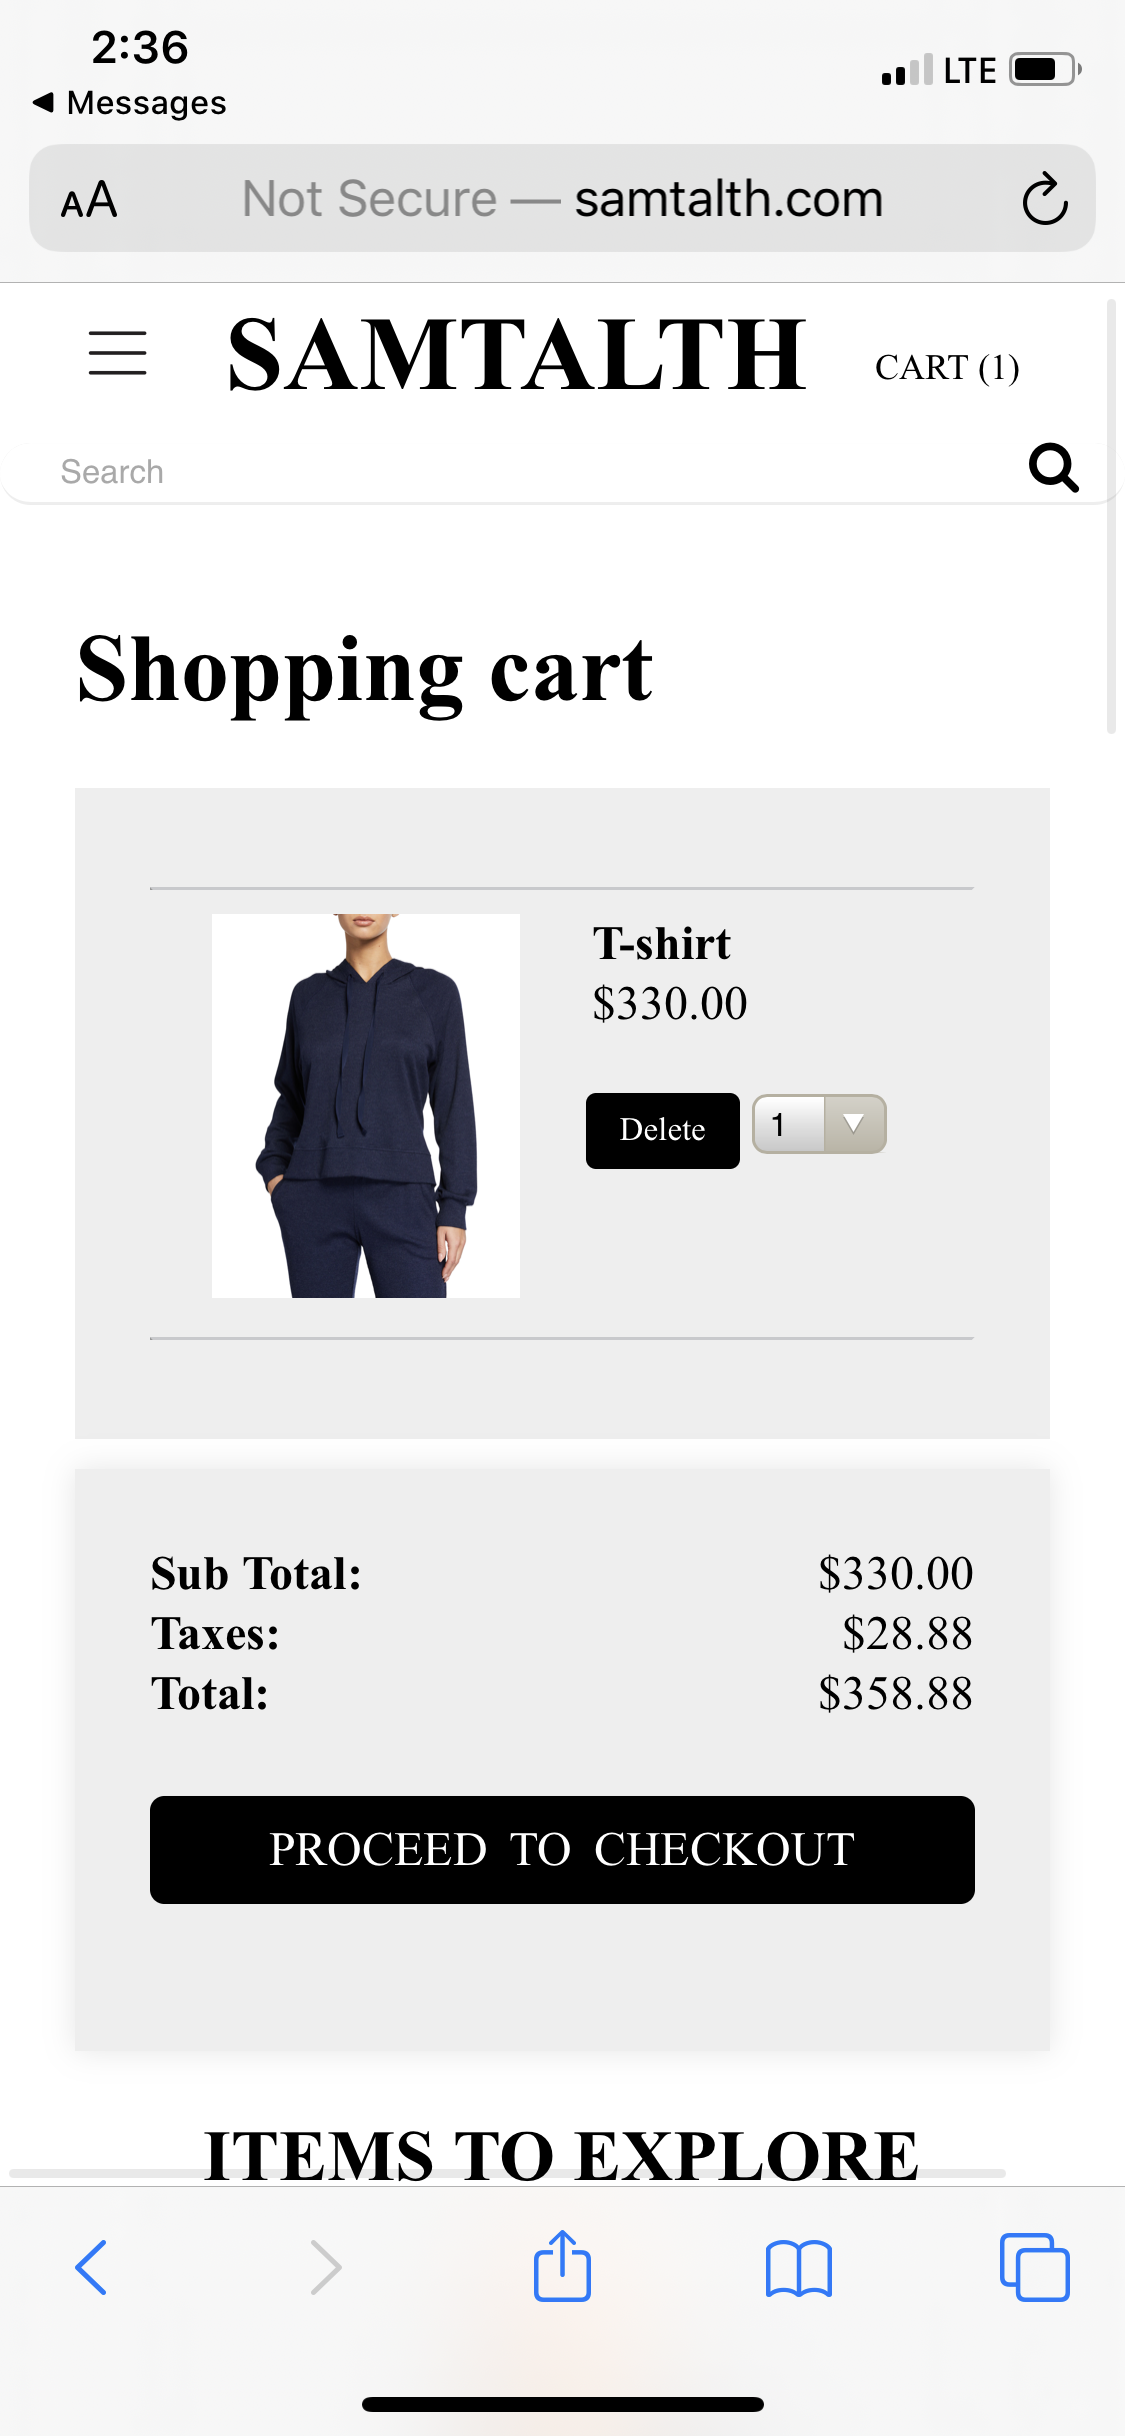 2:36
LTE
◀ Messages
AA
Not Secure — samtalth.com
SAMTALTH
CART (1)
Search
Shopping cart
T-shirt
$330.00
Delete
1
Sub Total: $330.00
Taxes: $28.88
Total: $358.88
PROCEED TO CHECKOUT
ITEMS TO EXPLORE